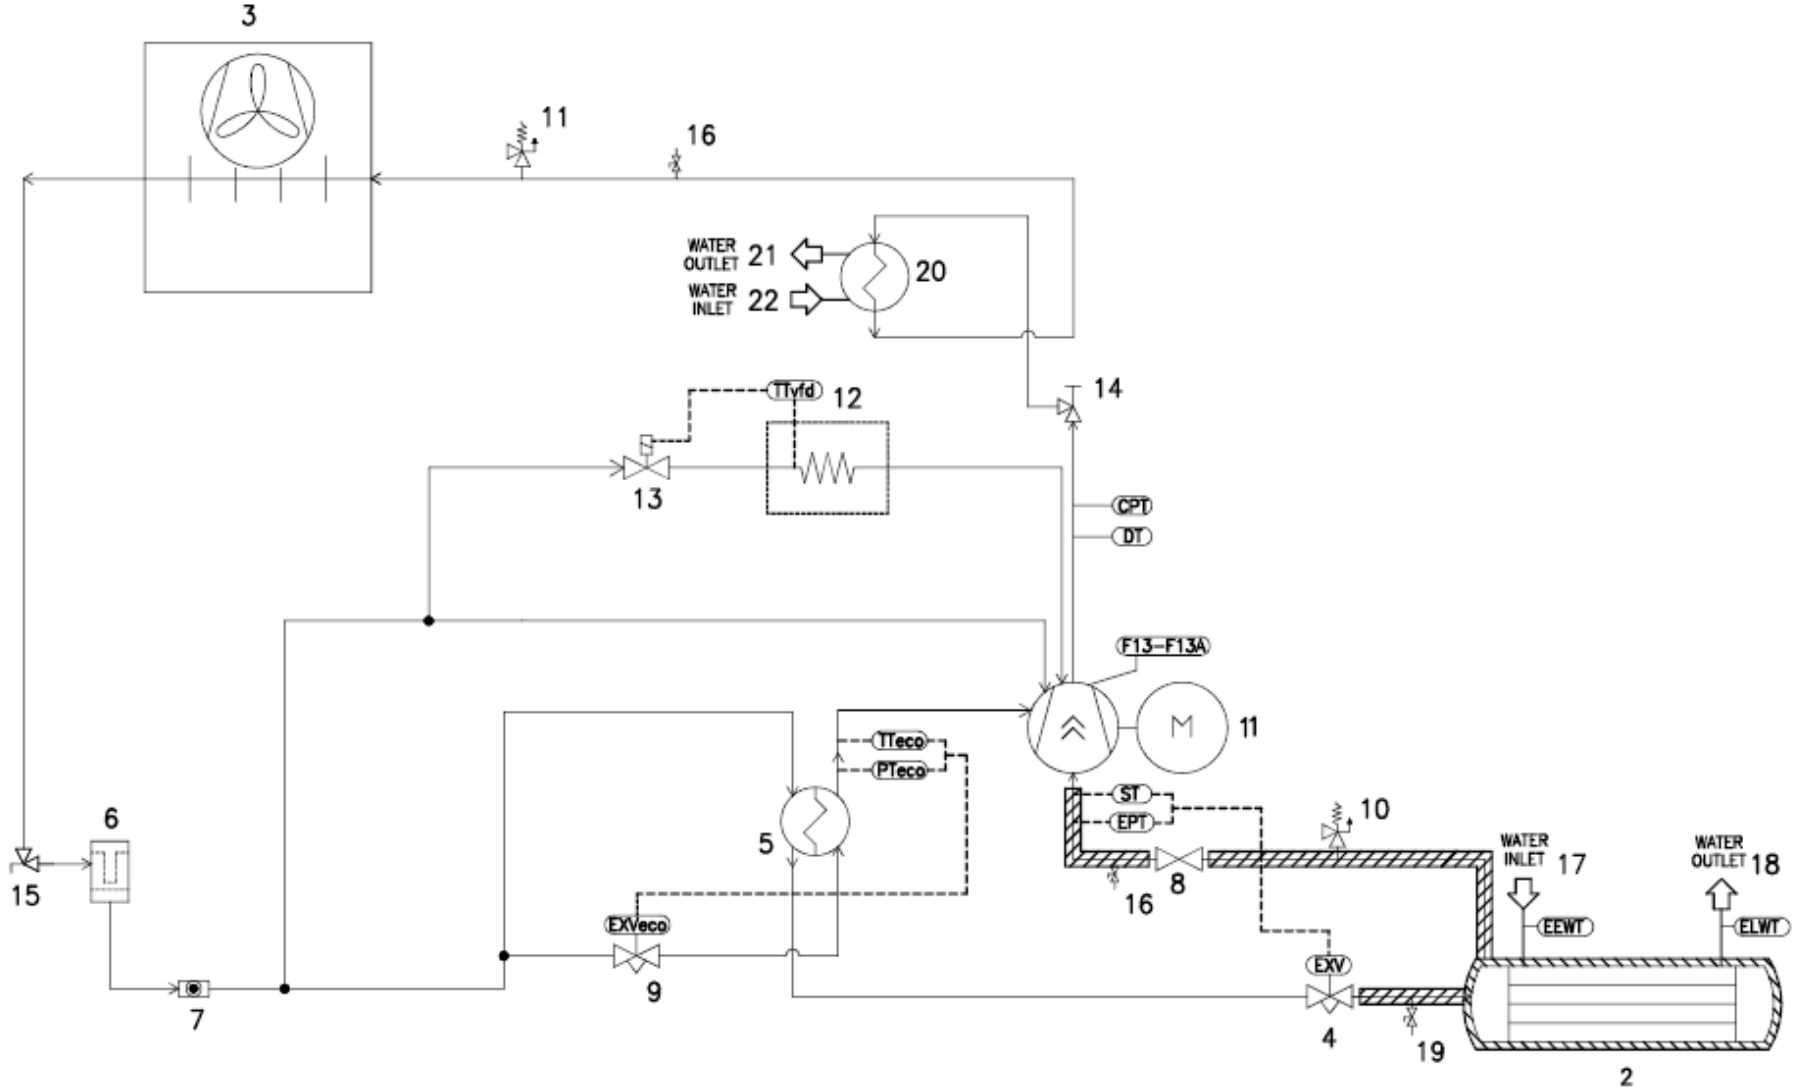 3
11
16
WATER
OUTLET 21
20
WATER
INLET 22
TTvfd 12
14
13
CPT
DT
F13-F13A
M 11
TTeco
PTeco
ST
EPT
10
6
5
15
WATER
INLET 17
WATER
OUTLET 18
8
16
EXVeco
EEWT
ELWT
EXV
9
7
4
19
2